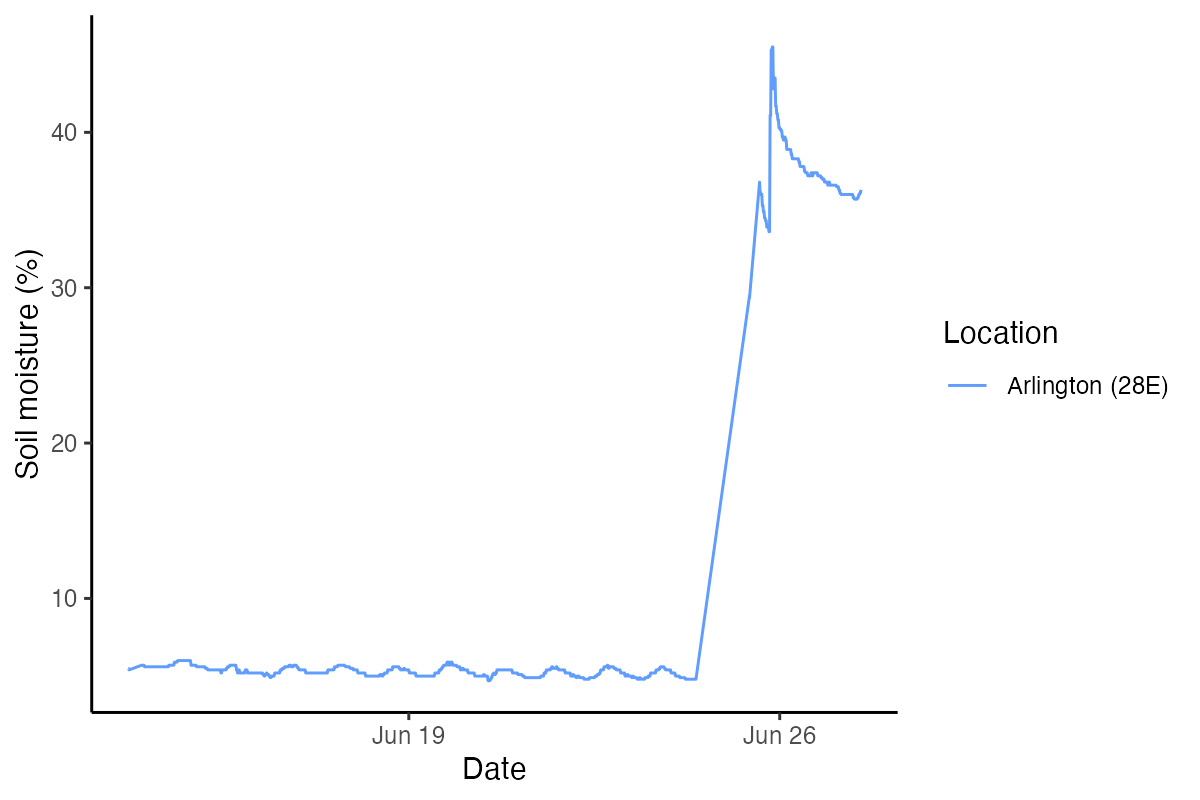 40
30
20
10
Soil moisture (%)
Jun 19
Jun 26
Date
Location
Arlington (28E)